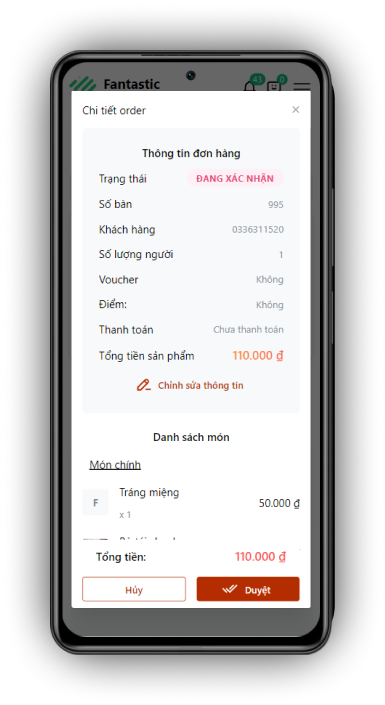 Fantastic
43
0
Chi tiết order
×
Thông tin đơn hàng
Trạng thái ĐANG XÁC NHẬN
Số bàn 995
Khách hàng 0336311520
Số lượng người 1
Voucher Không
Điểm: Không
Thanh toán Chưa thanh toán
Tổng tiền sản phẩm 110.000 ₫
Chỉnh sửa thông tin
Danh sách món
Món chính
F Tráng miệng 50.000 ₫
x 1
Tổng tiền: 110.000 ₫
Hủy Duyệt